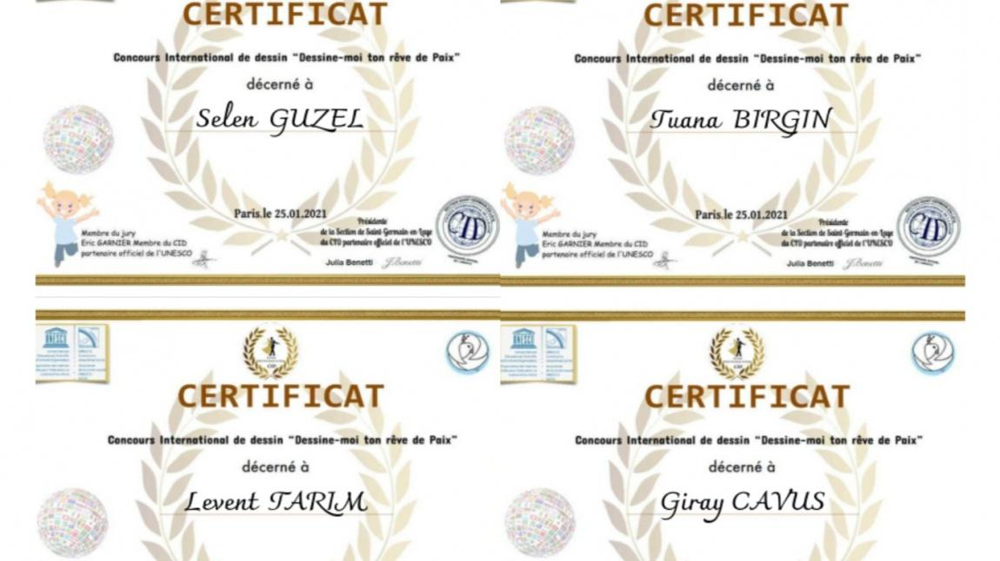 CERTIFICAT
Concours International de dessin “Dessine-moi ton rêve de Paix”
décerné à
Selen GUZEL
Paris,le 25.01.2021
Membre du jury
Eric GARNIER Membre du CID
partenaire officiel de l'UNESCO
Présidente
de la Section de Saint-Germain-en-Laye
du CID partenaire officiel de l'UNESCO
Julia Benetti J.Benetti
CID
CERTIFICAT
Concours International de dessin “Dessine-moi ton rêve de Paix”
décerné à
Tuana BIRGIN
Paris,le 25.01.2021
Membre du jury
Eric GARNIER Membre du CID
partenaire officiel de l'UNESCO
Présidente
de la Section de Saint-Germain-en-Laye
du CID partenaire officiel de l'UNESCO
Julia Benetti J.Benetti
CID
CERTIFICAT
Concours International de dessin “Dessine-moi ton rêve de Paix”
décerné à
Levent TARIM
CERTIFICAT
Concours International de dessin “Dessine-moi ton rêve de Paix”
décerné à
Giray CAVUS